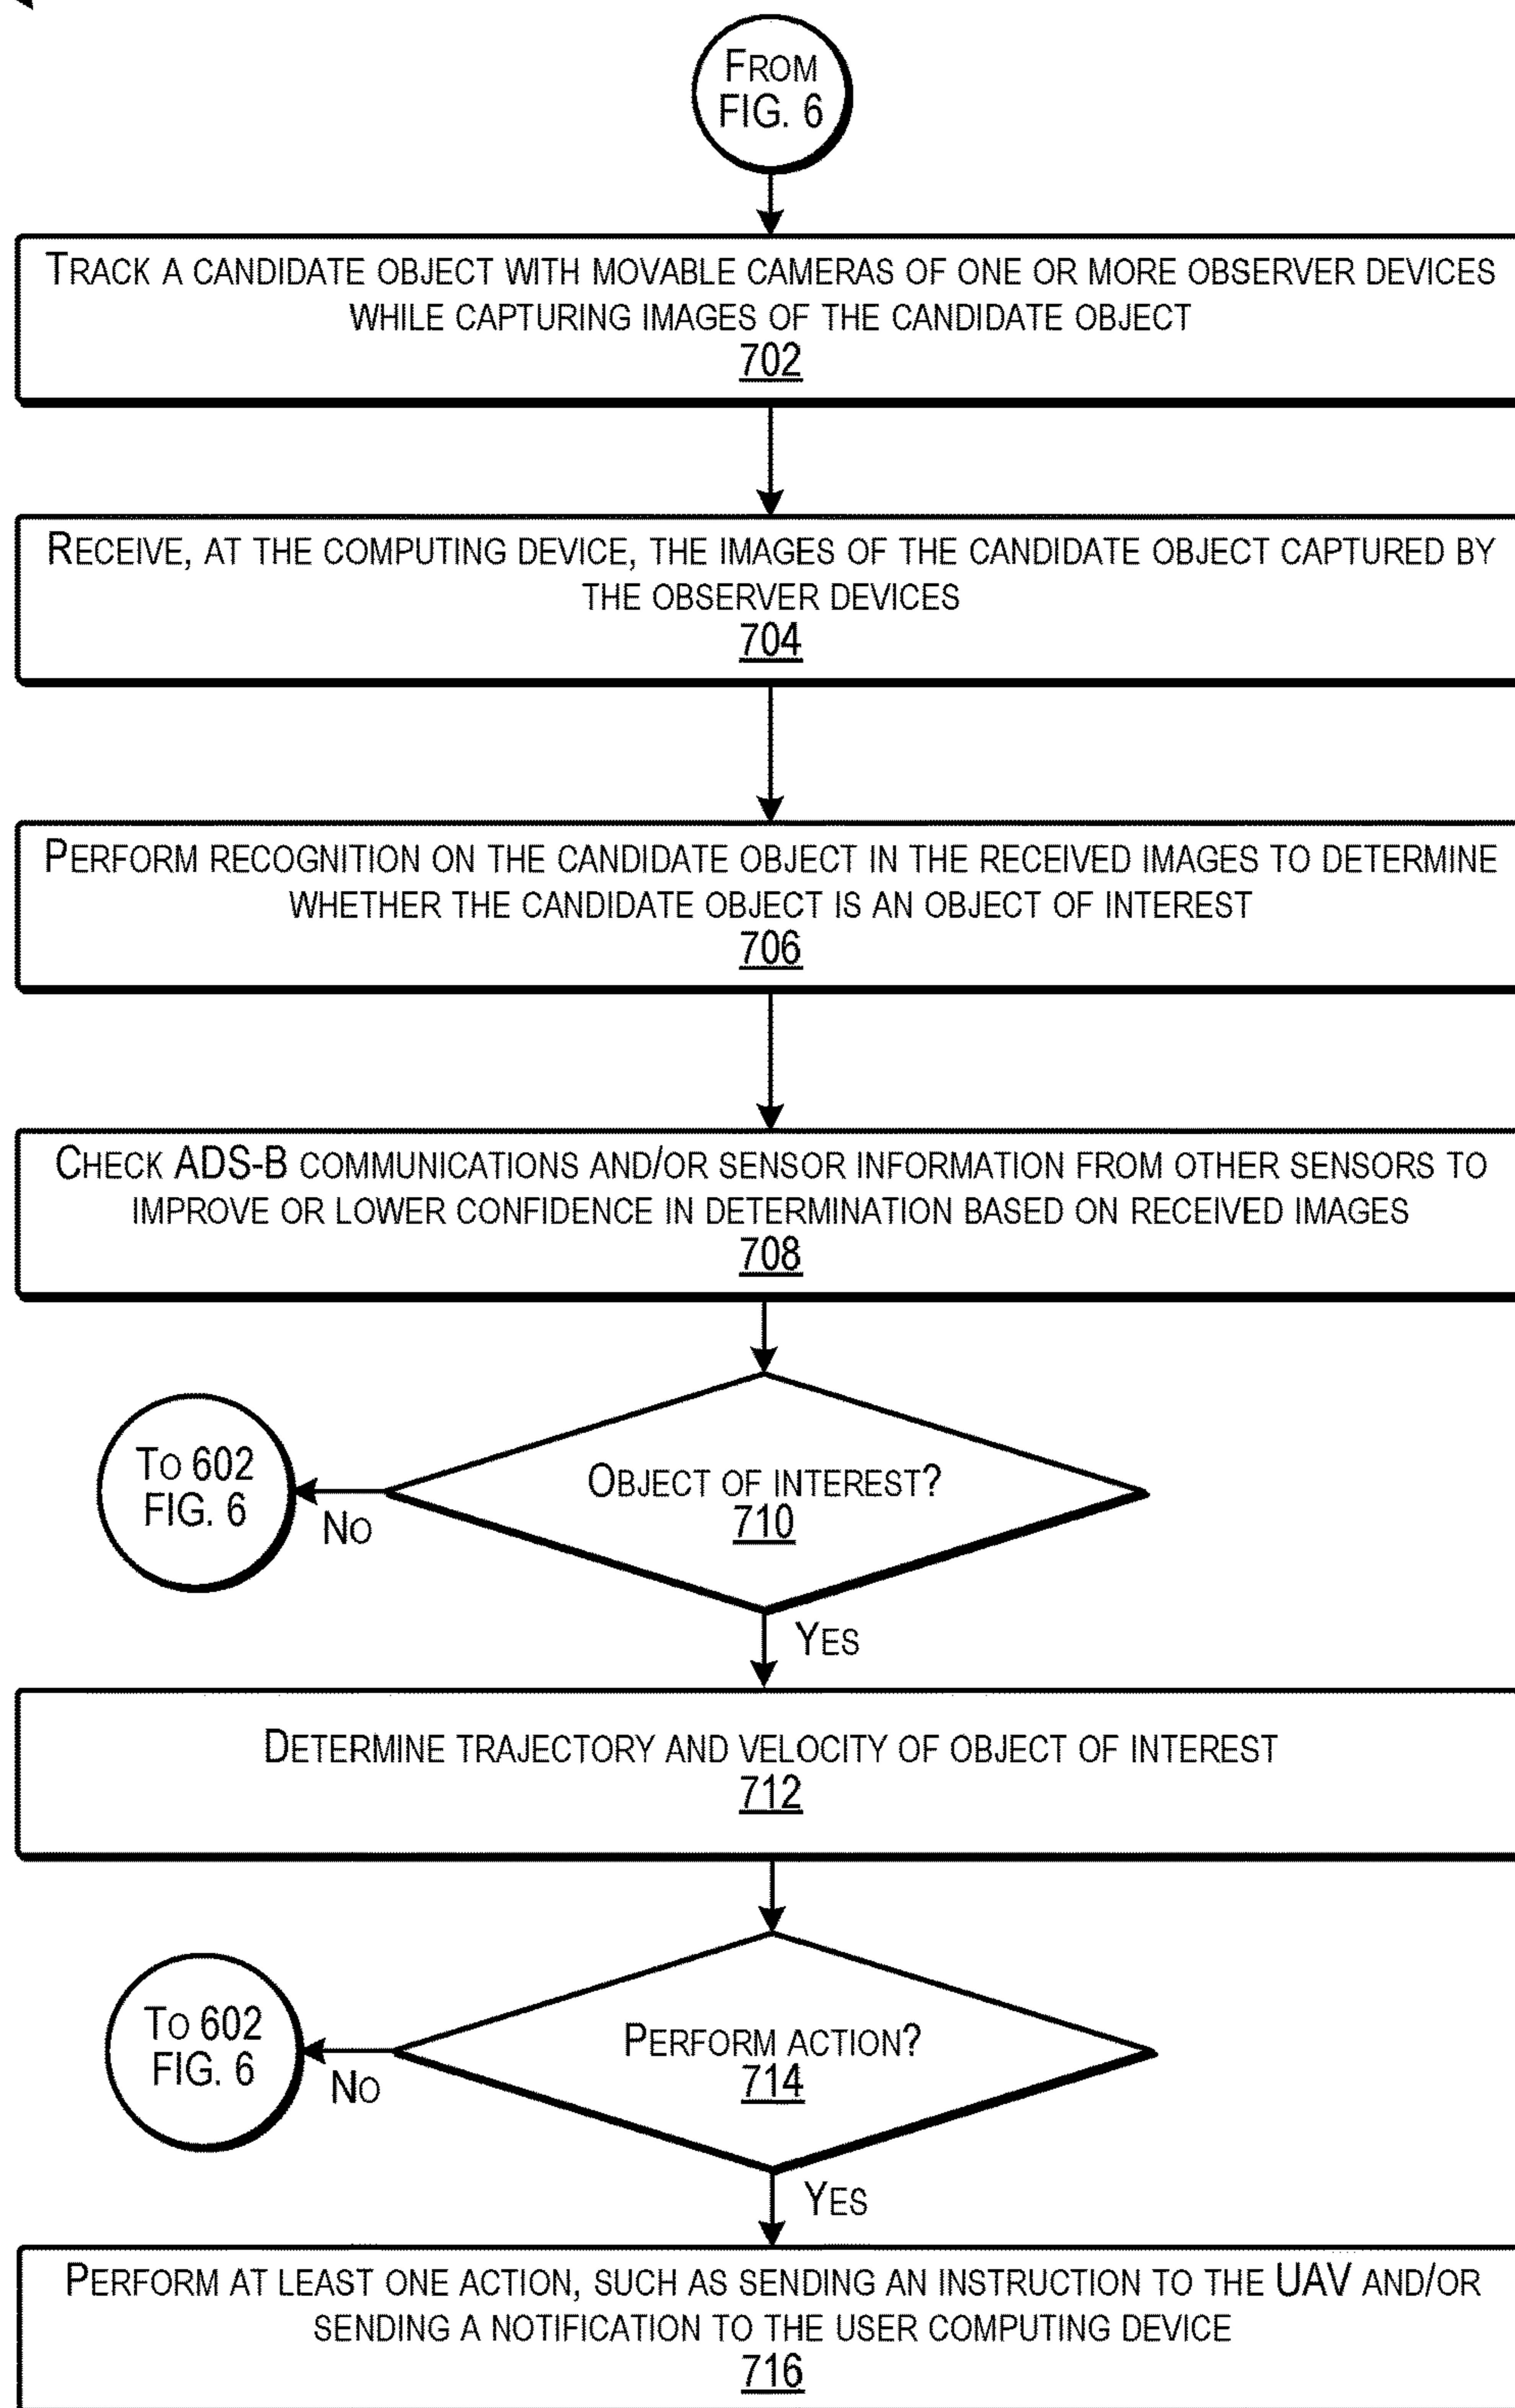 FROM
FIG. 6
TRACK A CANDIDATE OBJECT WITH MOVABLE CAMERAS OF ONE OR MORE OBSERVER DEVICES
WHILE CAPTURING IMAGES OF THE CANDIDATE OBJECT
702
RECEIVE, AT THE COMPUTING DEVICE, THE IMAGES OF THE CANDIDATE OBJECT CAPTURED BY
THE OBSERVER DEVICES
704
PERFORM RECOGNITION ON THE CANDIDATE OBJECT IN THE RECEIVED IMAGES TO DETERMINE
WHETHER THE CANDIDATE OBJECT IS AN OBJECT OF INTEREST
706
CHECK ADS-B COMMUNICATIONS AND/OR SENSOR INFORMATION FROM OTHER SENSORS TO
IMPROVE OR LOWER CONFIDENCE IN DETERMINATION BASED ON RECEIVED IMAGES
708
OBJECT OF INTEREST?
710
TO 602
FIG. 6
NO
YES
DETERMINE TRAJECTORY AND VELOCITY OF OBJECT OF INTEREST
712
PERFORM ACTION?
714
TO 602
FIG. 6
NO
YES
PERFORM AT LEAST ONE ACTION, SUCH AS SENDING AN INSTRUCTION TO THE UAV AND/OR
SENDING A NOTIFICATION TO THE USER COMPUTING DEVICE
716